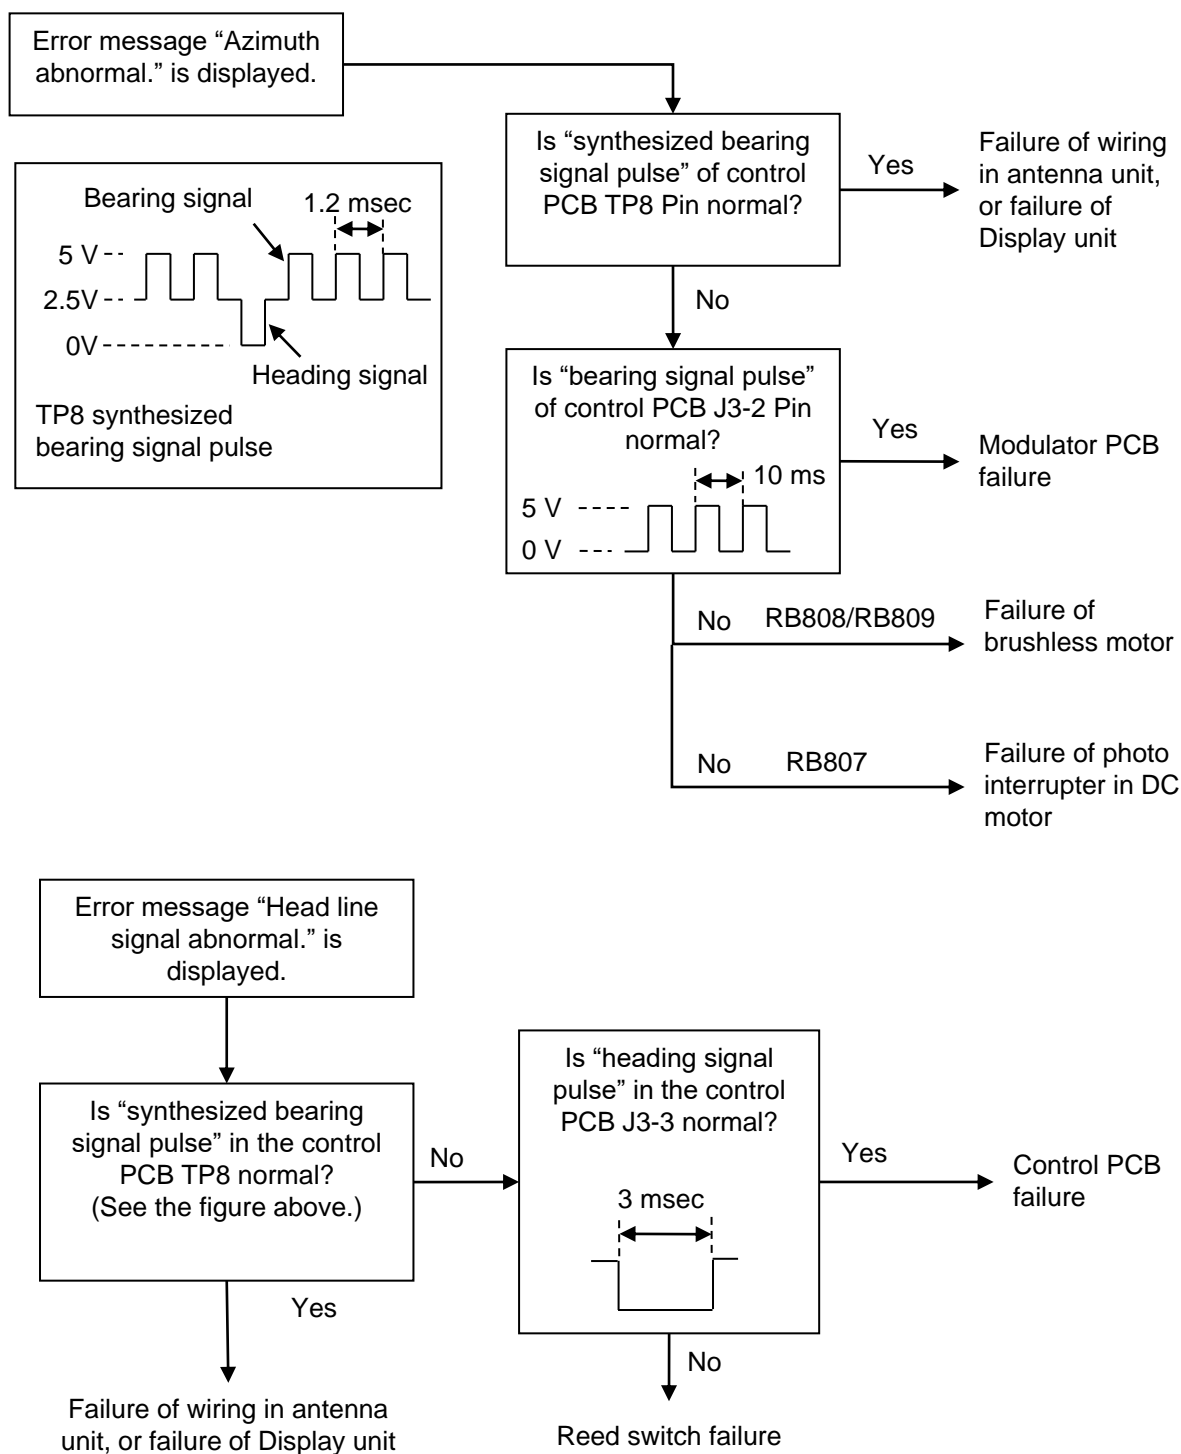 Error message “Azimuth
abnormal.” is displayed.
Is “synthesized bearing
signal pulse” of control
PCB TP8 Pin normal?
Yes
Failure of wiring
in antenna unit,
or failure of
Display unit
Bearing signal
1.2 msec
5 V
2.5V
0V
Heading signal
TP8 synthesized
bearing signal pulse
No
Is “bearing signal pulse”
of control PCB J3-2 Pin
normal?
10 ms
5 V
0 V
Yes
Modulator PCB
failure
No
RB808/RB809
Failure of
brushless motor
No
RB807
Failure of photo
interrupter in DC
motor
Error message “Head line
signal abnormal.” is
displayed.
Is “synthesized bearing
signal pulse” in the control
PCB TP8 normal?
(See the figure above.)
No
Is “heading signal
pulse” in the control
PCB J3-3 normal?
3 msec
Yes
Control PCB
failure
Yes
No
Failure of wiring in antenna
unit, or failure of Display unit
Reed switch failure